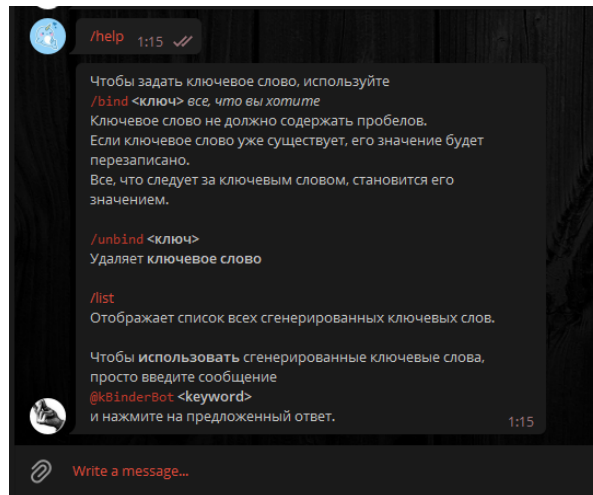 /help 1:15
Чтобы задать ключевое слово, используйте
/bind <ключ> все, что вы хотите
Ключевое слово не должно содержать пробелов.
Если ключевое слово уже существует, его значение будет
перезаписано.
Все, что следует за ключевым словом, становится его
значением.
/unbind <ключ>
Удаляет ключевое слово
/list
Отображает список всех сгенерированных ключевых слов.
Чтобы использовать сгенерированные ключевые слова,
просто введите сообщение
@kBinderBot <keyword>
и нажмите на предложенный ответ.
1:15
Write a message...